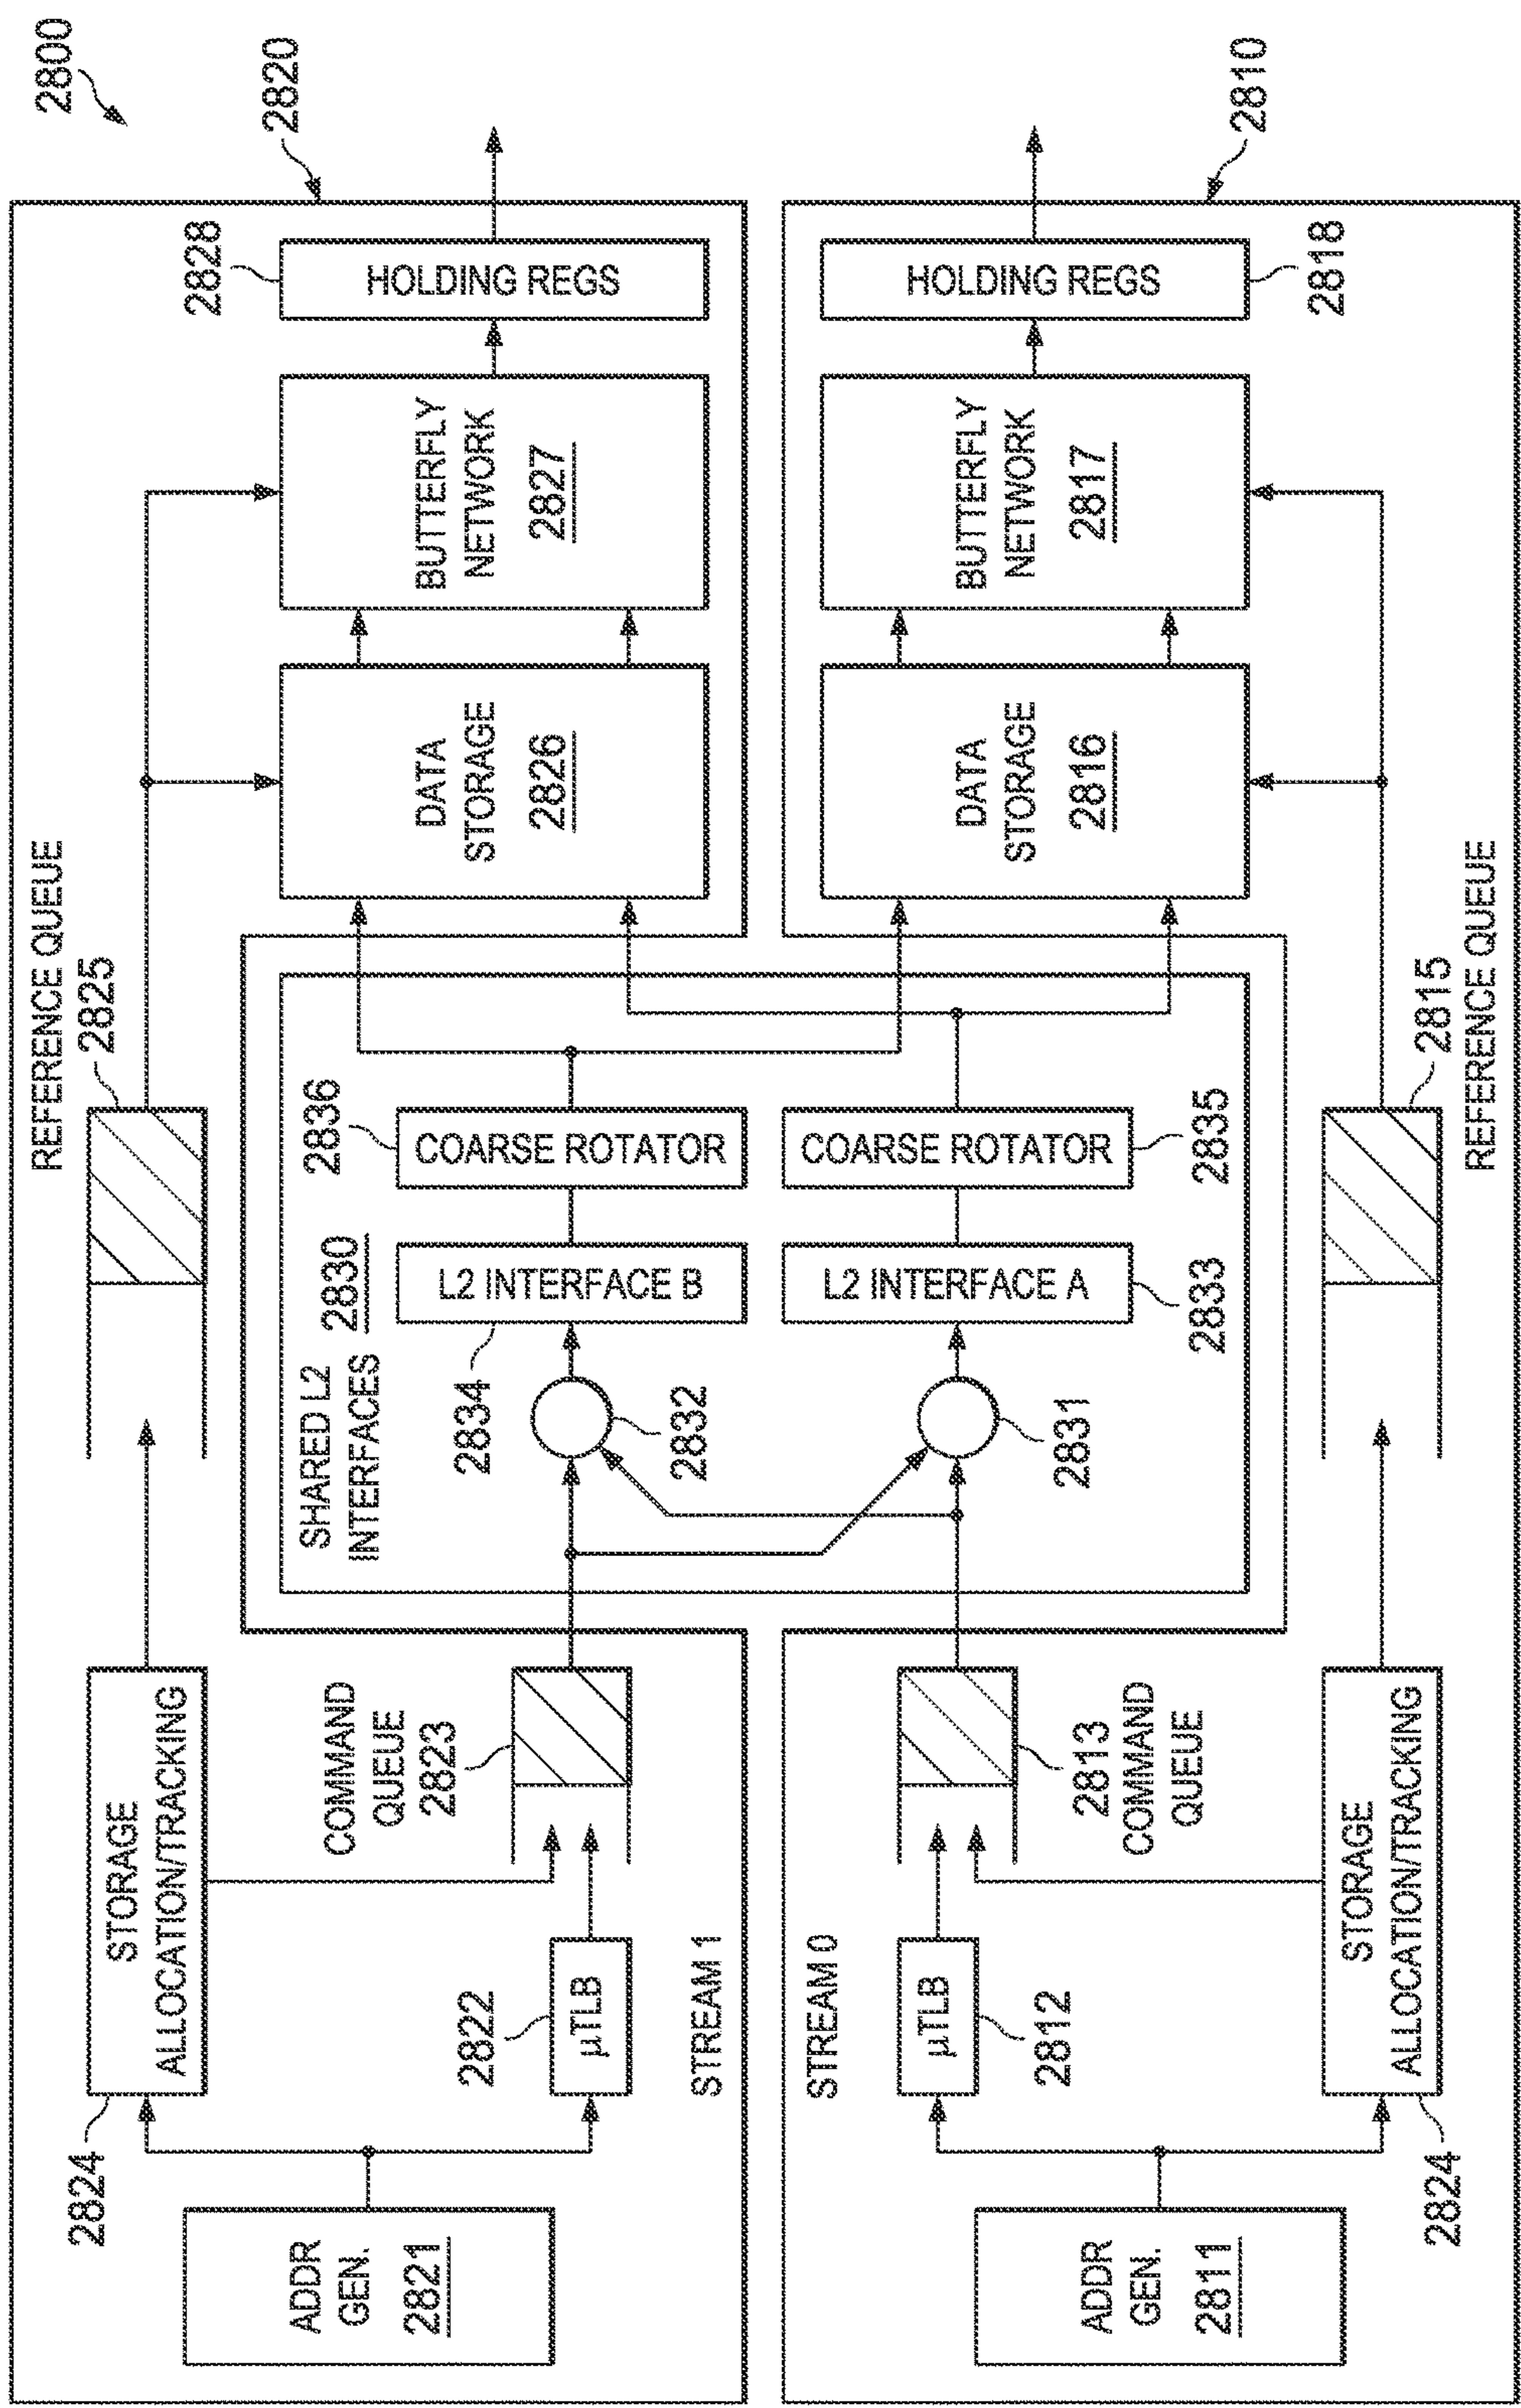 2800
2820
REFERENCE QUEUE
2825
2824
STORAGE
ALLOCATION/TRACKING
ADDR
GEN.
2821
2822
µTLB
STREAM 1
COMMAND
QUEUE
2823
SHARED L2
INTERFACES
2830
2834
L2 INTERFACE B
2832
2836
COARSE ROTATOR
DATA
STORAGE
2826
BUTTERFLY
NETWORK
2827
2828
HOLDING REGS
STREAM 0
ADDR
GEN.
2811
µTLB
2812
2813
COMMAND
QUEUE
2831
L2 INTERFACE A
2833
COARSE ROTATOR
2835
DATA
STORAGE
2816
BUTTERFLY
NETWORK
2817
HOLDING REGS
2818
2810
STORAGE
ALLOCATION/TRACKING
2824
2815
REFERENCE QUEUE